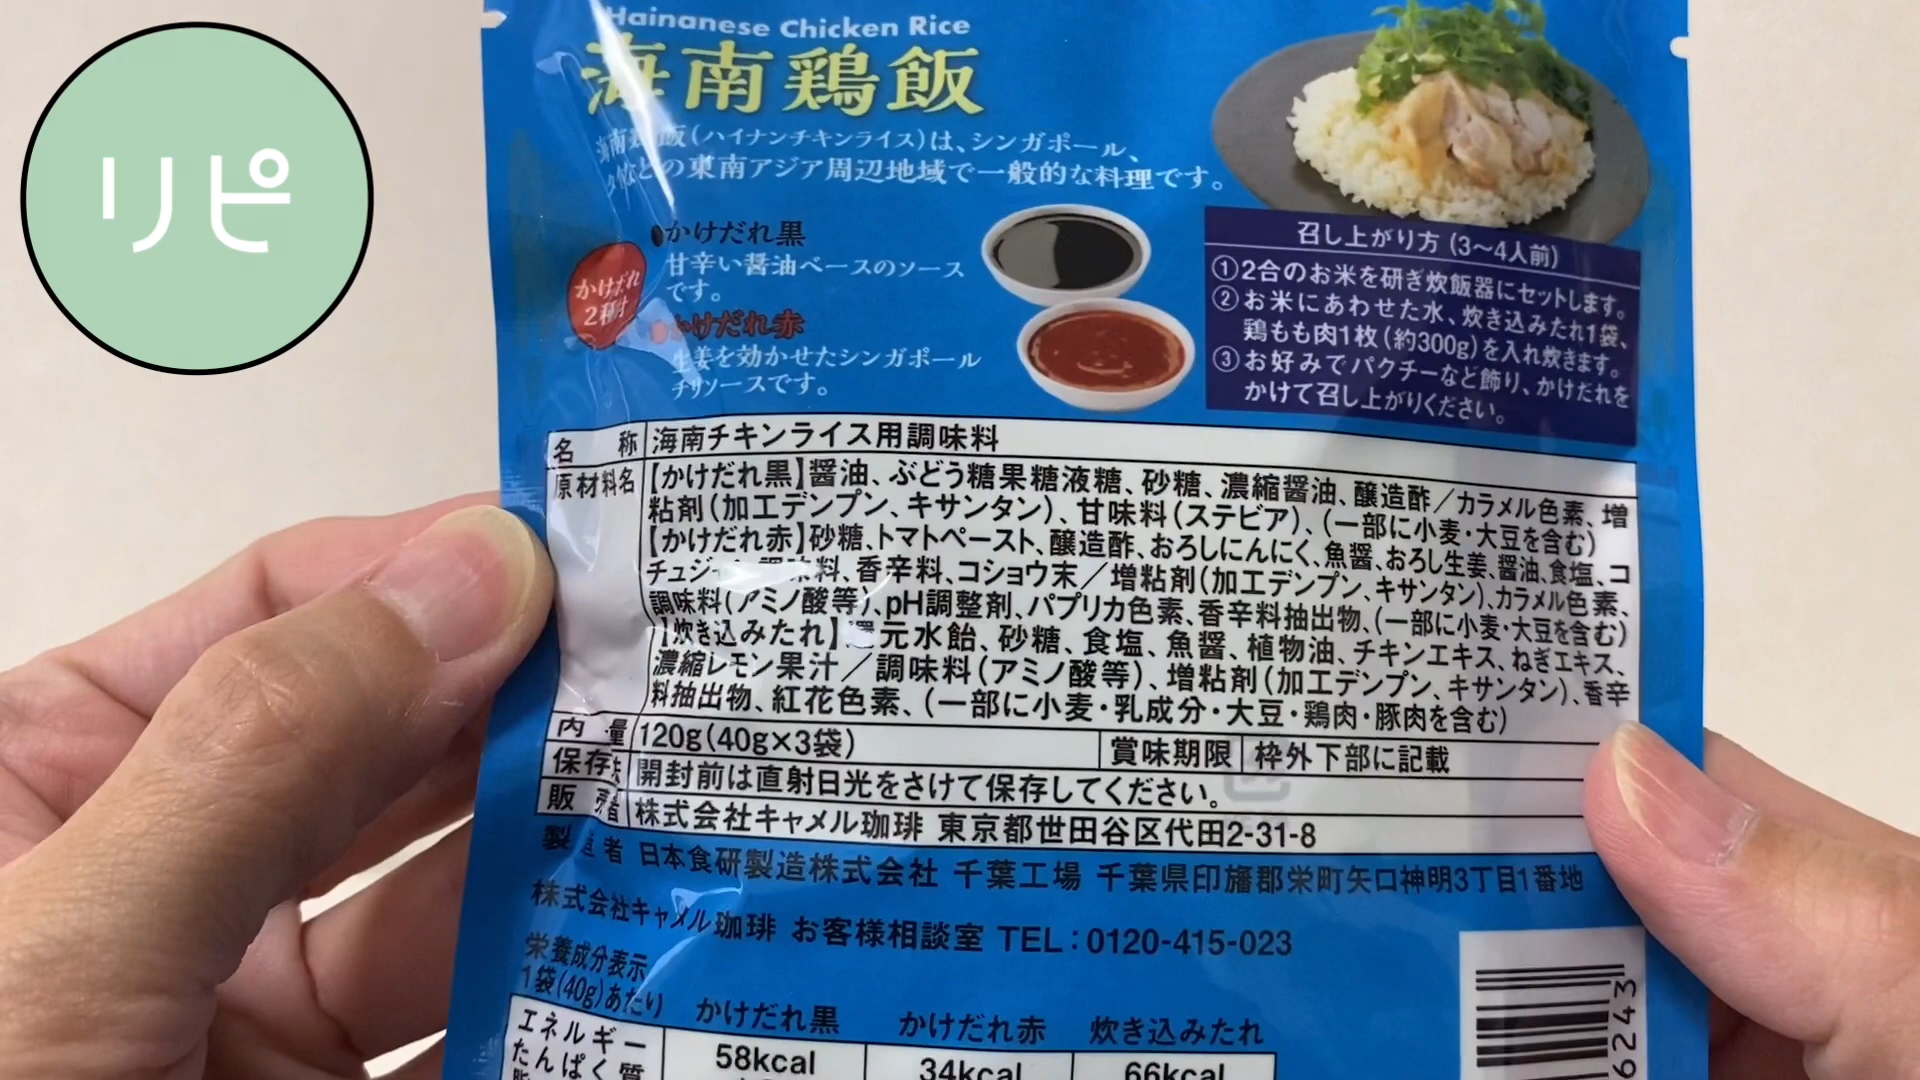 リピ
Hainanese Chicken Rice
海南鶏飯
海南鶏飯(ハイナンチキンライス)は、シンガポール、
タイなどの東南アジア周辺地域で一般的な料理です。
かけだれ
2種付
●かけだれ黒
甘辛い醤油ベースのソース
です。
●かけだれ赤
生姜を効かせたシンガポール
チリソースです。
召し上がり方(3〜4人前)
①2合のお米を研ぎ炊飯器にセットします。
②お米にあわせた水、炊き込みたれ1袋、
鶏もも肉1枚(約300g)を入れ炊きます。
③お好みでパクチーなど飾り、かけだれを
かけて召し上がりください。
名称 海南チキンライス用調味料
原材料名 【かけだれ黒】醤油、ぶどう糖果糖液糖、砂糖、濃縮醤油、醸造酢/カラメル色素、増
粘剤(加工デンプン、キサンタン)、甘味料(ステビア)、(一部に小麦・大豆を含む)
【かけだれ赤】砂糖、トマトペースト、醸造酢、おろしにんにく、魚醤、おろし生姜、醤油、食塩、コ
チュジャン調味料、香辛料、コショウ末/増粘剤(加工デンプン、キサンタン)、カラメル色素、
調味料(アミノ酸等)、pH調整剤、パプリカ色素、香辛料抽出物、(一部に小麦・大豆を含む)
【炊き込みたれ】還元水飴、砂糖、食塩、魚醤、植物油、チキンエキス、ねぎエキス、
濃縮レモン果汁/調味料(アミノ酸等)、増粘剤(加工デンプン、キサンタン)、香辛
料抽出物、紅花色素、(一部に小麦・乳成分・大豆・鶏肉・豚肉を含む)
内容量 120g(40g×3袋) 賞味期限 枠外下部に記載
保存方法 開封前は直射日光をさけて保存してください。
販売者 株式会社キャメル珈琲 東京都世田谷区代田2-31-8
製造者 日本食研製造株式会社 千葉工場 千葉県印旛郡栄町矢口神明3丁目1番地
株式会社キャメル珈琲 お客様相談室 TEL:0120-415-023
栄養成分表示
1袋(40g)あたり かけだれ黒 かけだれ赤 炊き込みたれ
エネルギー 58kcal 34kcal 66kcal
たんぱく質
6243